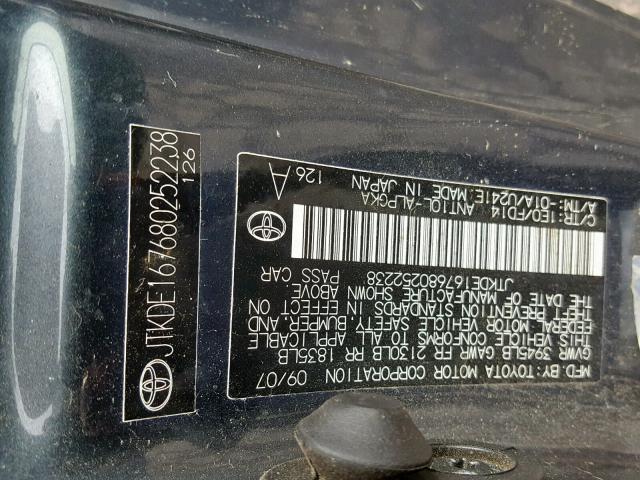 JTKDE167680252238
126
MFD. BY: TOYOTA MOTOR CORPORATION 09/07
GVWR 3945LB GAWR FR 2130LB RR 1835LB
THIS VEHICLE CONFORMS TO ALL APPLICABLE
FEDERAL MOTOR VEHICLE SAFETY, BUMPER, AND
THEFT PREVENTION STANDARDS IN EFFECT ON
THE DATE OF MANUFACTURE SHOWN ABOVE.
JTKDE167680252238 PASS CAR
C/TR: 1E0/FD14 ANT10L-ALPGKA
A/TM: -01A/U241E MADE IN JAPAN
126 A